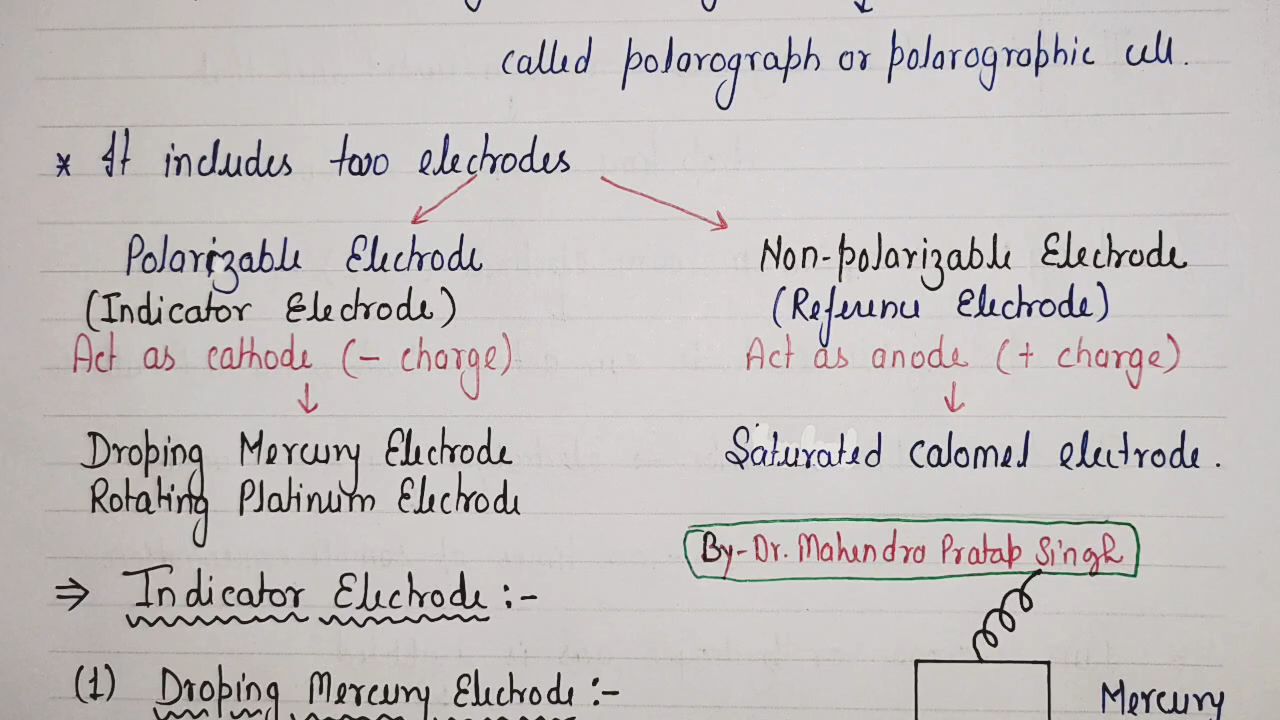 called polarograph or polarographic cell.
* It includes two electrodes
Polarizable Electrode
(Indicator Electrode)
Act as cathode (- charge)
↓
Droping Mercury Electrode
Rotating Platinum Electrode
Non-polarizable Electrode
(Reference Electrode)
Act as anode (+ charge)
↓
Saturated calomel electrode.
By-Dr. Mahendra Pratap Singh
⇒ Indicator Electrode :-
(1) Droping Mercury Electrode :-
Mercury